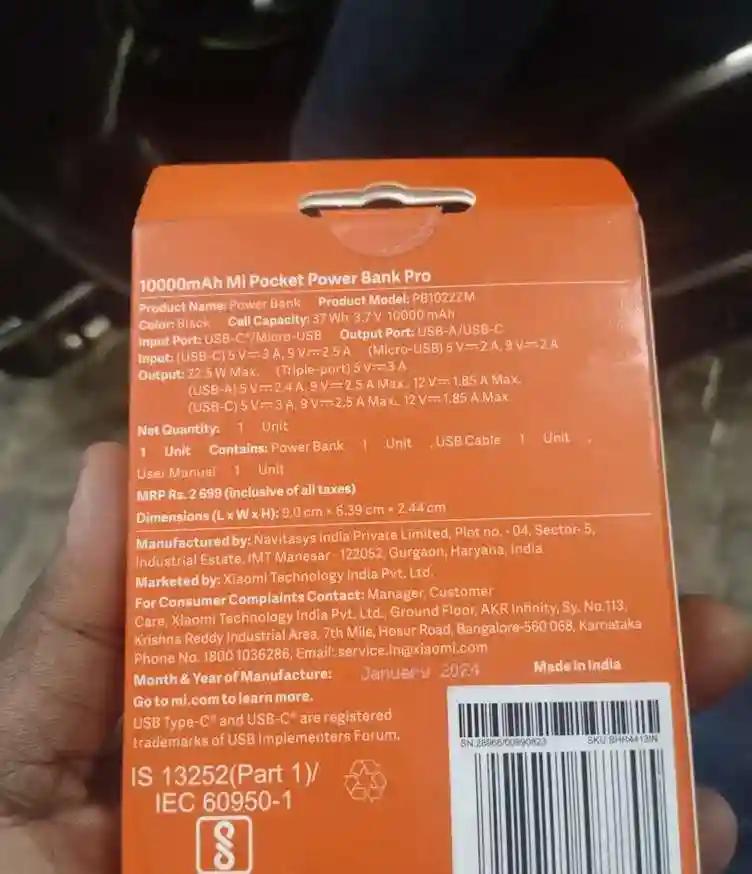 10000mAh Mi Pocket Power Bank Pro
Product Name: Power Bank Product Model: PB1022ZM
Color: Black Cell Capacity: 37 Wh 3.7 V 10000 mAh
Input Port: USB-C®/Micro-USB Output Port: USB-A/USB-C
Input: (USB-C) 5 V⎓3 A, 9 V⎓2.5 A (Micro-USB) 5 V⎓2 A, 9 V⎓2 A
Output: 22.5 W Max. (Triple-port) 5 V⎓3 A
(USB-A) 5 V⎓2.4 A, 9 V⎓2.5 A Max., 12 V⎓1.85 A Max.
(USB-C) 5 V⎓3 A, 9 V⎓2.5 A Max., 12 V⎓1.85 A Max.
Net Quantity: 1 Unit
1 Unit Contains: Power Bank 1 Unit , USB Cable 1 Unit ,
User Manual 1 Unit
MRP Rs. 2 699 (inclusive of all taxes)
Dimensions (L x W x H): 9.0 cm × 6.39 cm × 2.44 cm
Manufactured by: Navitasys India Private Limited, Plot no. - 04, Sector- 5,
Industrial Estate, IMT Manesar - 122052, Gurgaon, Haryana, India
Marketed by: Xiaomi Technology India Pvt. Ltd.
For Consumer Complaints Contact: Manager, Customer
Care, Xiaomi Technology India Pvt. Ltd., Ground Floor, AKR Infinity, Sy. No.113,
Krishna Reddy Industrial Area, 7th Mile, Hosur Road, Bangalore-560 068, Karnataka
Phone No. 1800 1036286, Email: service.in@xiaomi.com
Month & Year of Manufacture: January 2024 Made in India
Go to mi.com to learn more.
USB Type-C® and USB-C® are registered
trademarks of USB Implementers Forum.
SN:28966/00890823 SKU:BHR4413IN
IS 13252(Part 1)/
IEC 60950-1